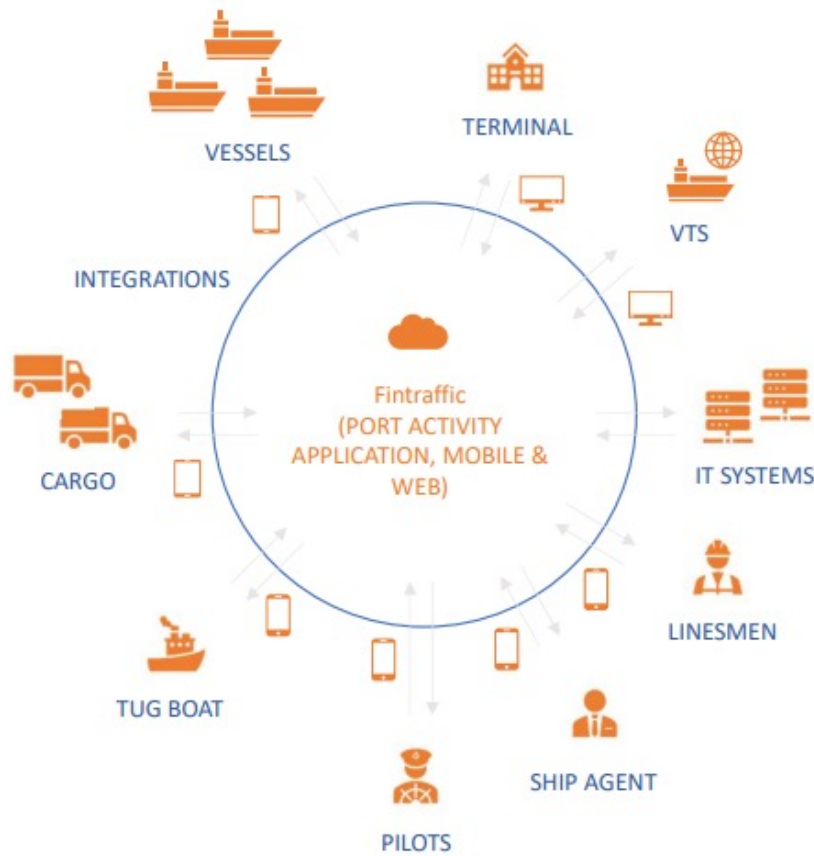 TERMINAL
VESSELS
VTS
INTEGRATIONS
Fintraffic
(PORT ACTIVITY
APPLICATION, MOBILE &
WEB)
CARGO
IT SYSTEMS
LINESMEN
TUG BOAT
SHIP AGENT
PILOTS